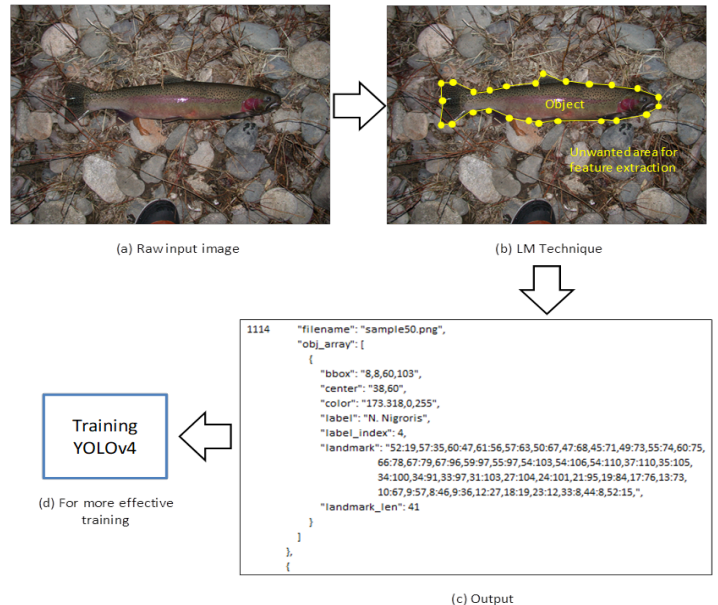 Object
Unwanted area for
feature extraction
(a) Raw input image
(b) LM Technique
1114 "filename": "sample50.png",
"obj_array": [
{
"bbox": "8,8,60,103",
"center": "38,60",
"color": "173.318,0,255",
"label": "N. Nigroris",
"label_index": 4,
"landmark": "52:19,57:35,60:47,61:56,57:63,50:67,47:68,45:71,49:73,55:74,60:75,
66:78,67:79,67:96,59:97,55:97,54:103,54:106,54:110,37:110,35:105,
34:100,34:91,33:97,31:103,27:104,24:101,21:95,19:84,17:76,13:73,
10:67,9:57,8:46,9:36,12:27,18:19,23:12,33:8,44:8,52:15,",
"landmark_len": 41
}
]
},
{
Training
YOLOv4
(d) For more effective
training
(c) Output